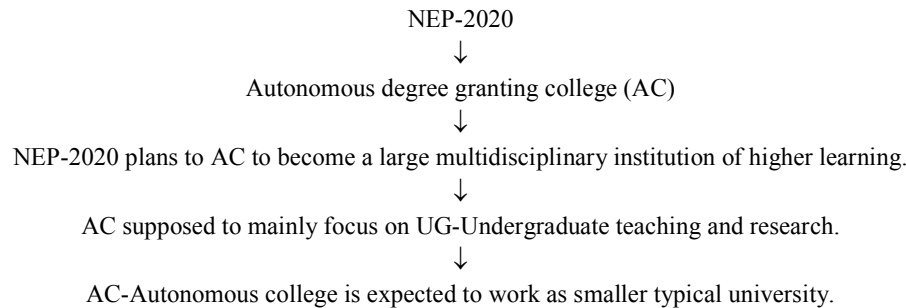 NEP-2020
↓
Autonomous degree granting college (AC)
↓
NEP-2020 plans to AC to become a large multidisciplinary institution of higher learning.
↓
AC supposed to mainly focus on UG-Undergraduate teaching and research.
↓
AC-Autonomous college is expected to work as smaller typical university.